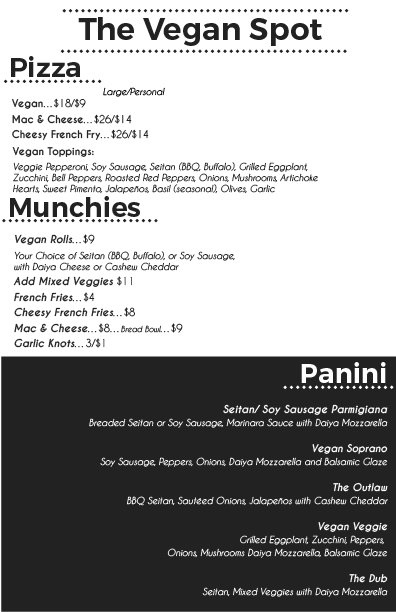 The Vegan Spot
Pizza
Large/Personal
Vegan...$18/$9
Mac & Cheese...$26/$14
Cheesy French Fry...$26/$14
Vegan Toppings:
Veggie Pepperoni, Soy Sausage, Seitan (BBQ, Buffalo), Grilled Eggplant,
Zucchini, Bell Peppers, Roasted Red Peppers, Onions, Mushrooms, Artichoke
Hearts, Sweet Pimento, Jalapeños, Basil (seasonal), Olives, Garlic
Munchies
Vegan Rolls...$9
Your Choice of Seitan (BBQ, Buffalo), or Soy Sausage,
with Daiya Cheese or Cashew Cheddar
Add Mixed Veggies $11
French Fries...$4
Cheesy French Fries...$8
Mac & Cheese...$8...Bread Bowl...$9
Garlic Knots...3/$1
Panini
Seitan/ Soy Sausage Parmigiana
Breaded Seitan or Soy Sausage, Marinara Sauce with Daiya Mozzarella
Vegan Soprano
Soy Sausage, Peppers, Onions, Daiya Mozzarella and Balsamic Glaze
The Outlaw
BBQ Seitan, Sautéed Onions, Jalapeños with Cashew Cheddar
Vegan Veggie
Grilled Eggplant, Zucchini, Peppers,
Onions, Mushrooms Daiya Mozzarella, Balsamic Glaze
The Dub
Seitan, Mixed Veggies with Daiya Mozzarella